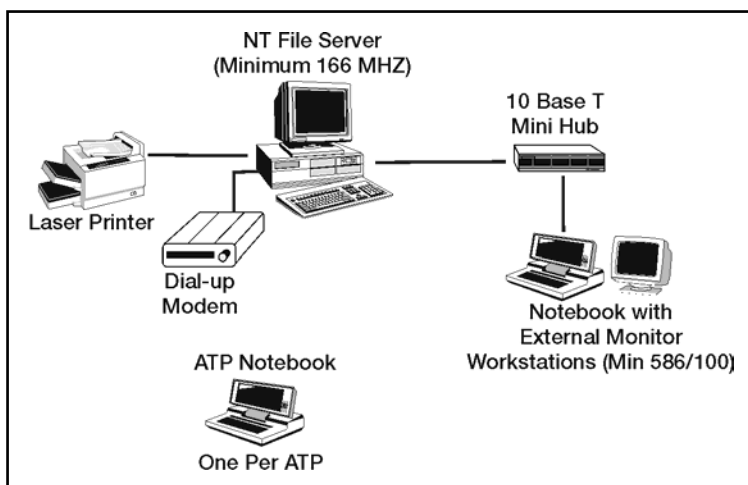 NT File Server
(Minimum 166 MHZ)
10 Base T
Mini Hub
Laser Printer
Dial-up
Modem
Notebook with
External Monitor
Workstations (Min 586/100)
ATP Notebook
One Per ATP